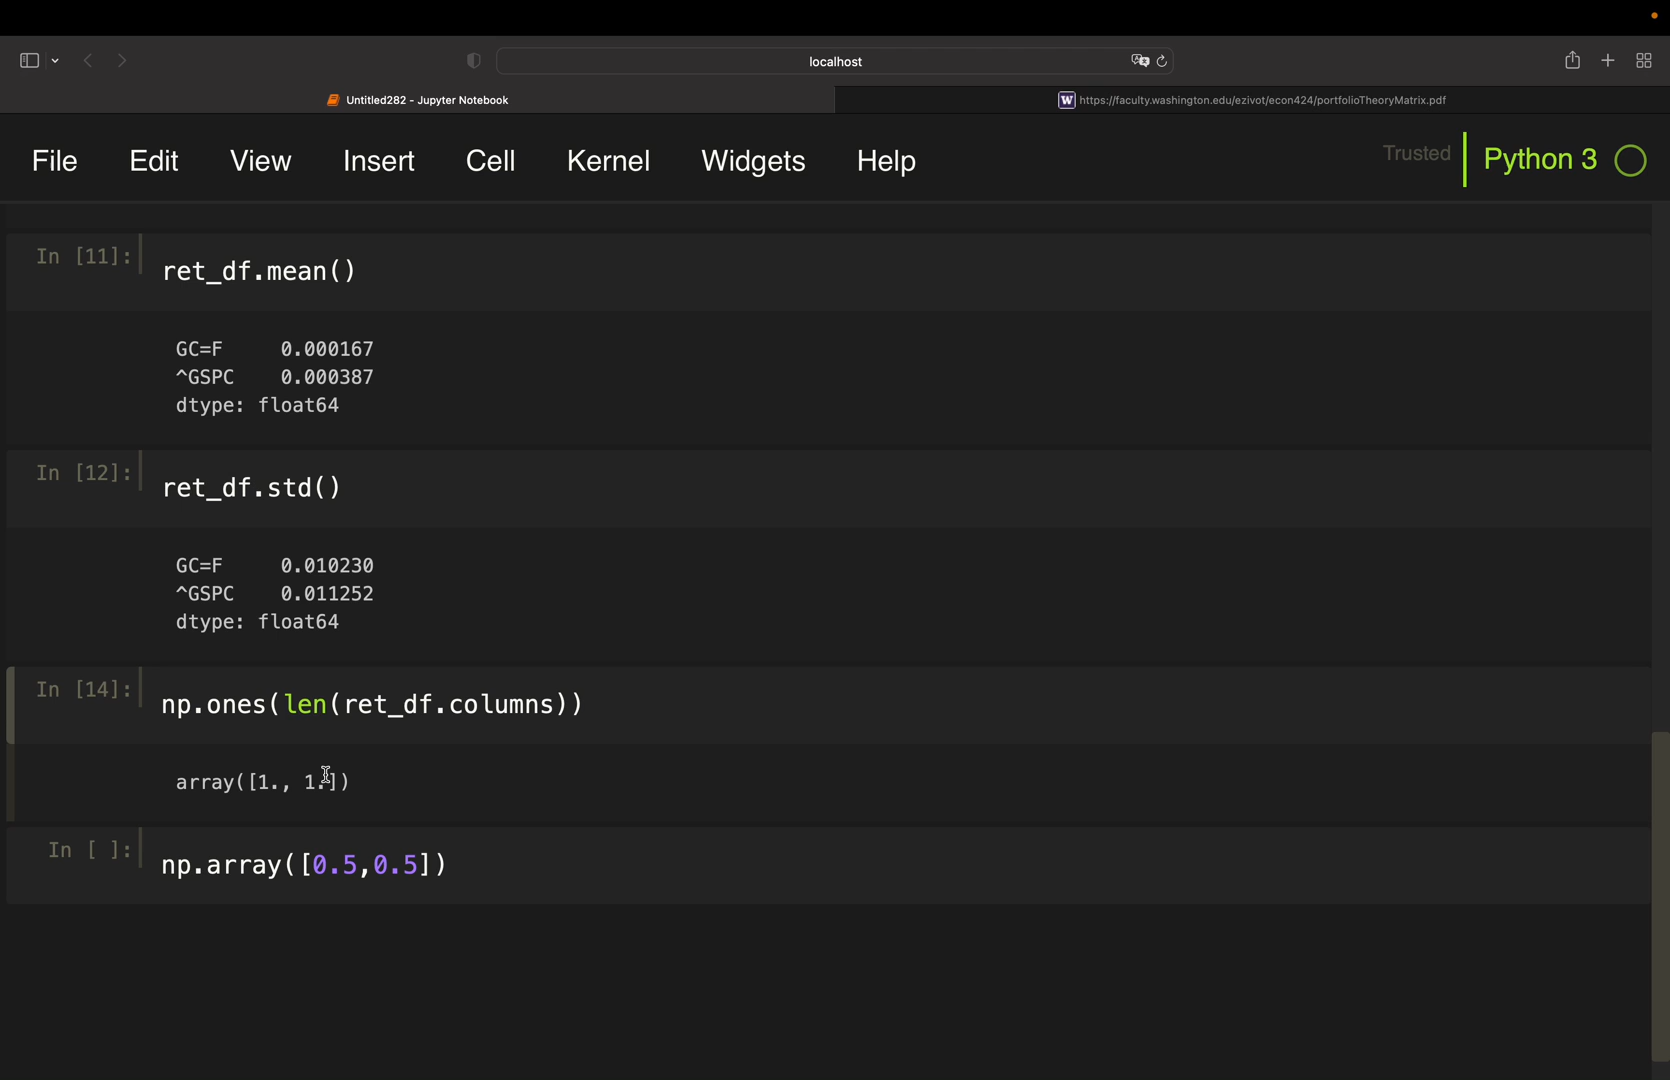 localhost
Untitled282 - Jupyter Notebook
W https://faculty.washington.edu/ezivot/econ424/portfolioTheoryMatrix.pdf
File Edit View Insert Cell Kernel Widgets Help Trusted Python 3
In [11]: ret_df.mean()
GC=F 0.000167
^GSPC 0.000387
dtype: float64
In [12]: ret_df.std()
GC=F 0.010230
^GSPC 0.011252
dtype: float64
In [14]: np.ones(len(ret_df.columns))
array([1., 1.])
In [ ]: np.array([0.5,0.5])